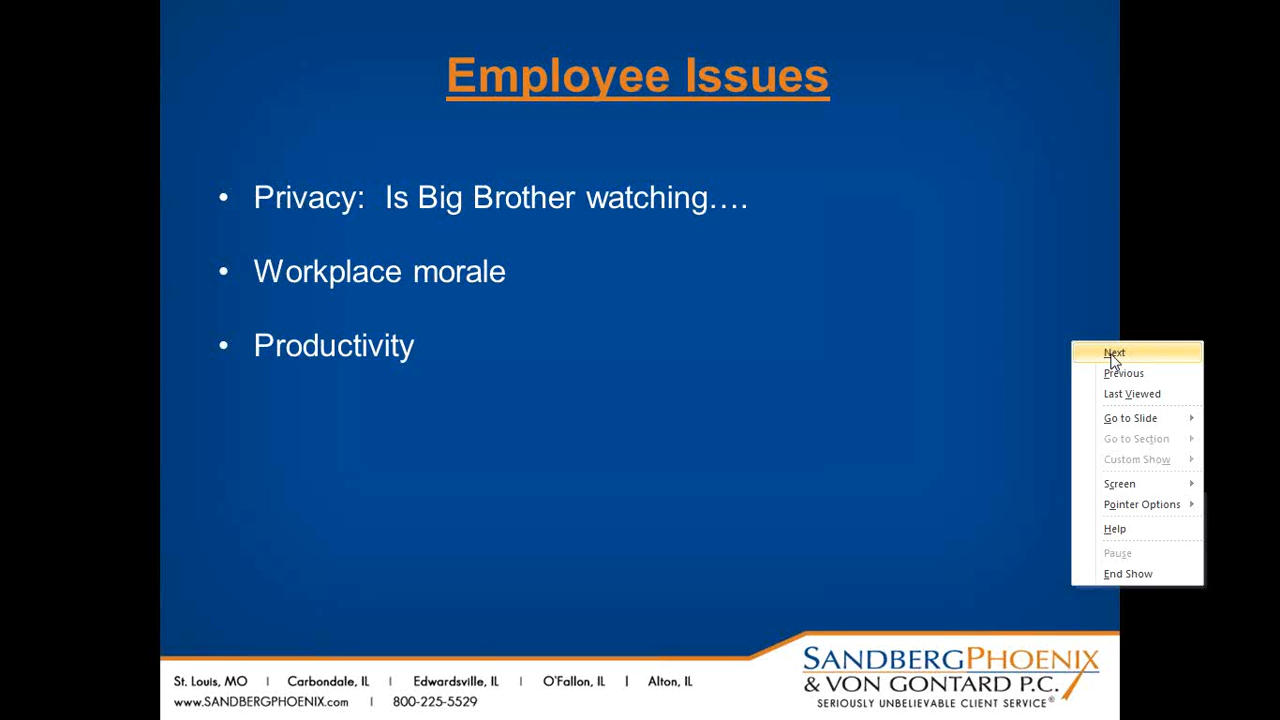 Employee Issues
• Privacy: Is Big Brother watching….
• Workplace morale
• Productivity
Next
Previous
Last Viewed
Go to Slide
Go to Section
Custom Show
Screen
Pointer Options
Help
Pause
End Show
St. Louis, MO | Carbondale, IL | Edwardsville, IL | O'Fallon, IL | Alton, IL
www.SANDBERGPHOENIX.com | 800-225-5529
SANDBERGPHOENIX
& VON GONTARD P.C.
SERIOUSLY UNBELIEVABLE CLIENT SERVICE®